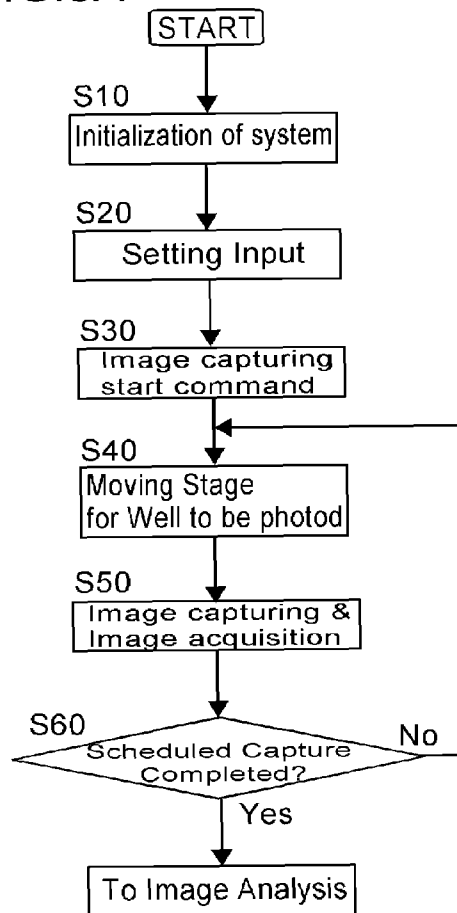 START
S10
Initialization of system
S20
Setting Input
S30
Image capturing
start command
S40
Moving Stage
for Well to be photod
S50
Image capturing &
Image acquisition
S60
Scheduled Capture
Completed?
No
Yes
To Image Analysis